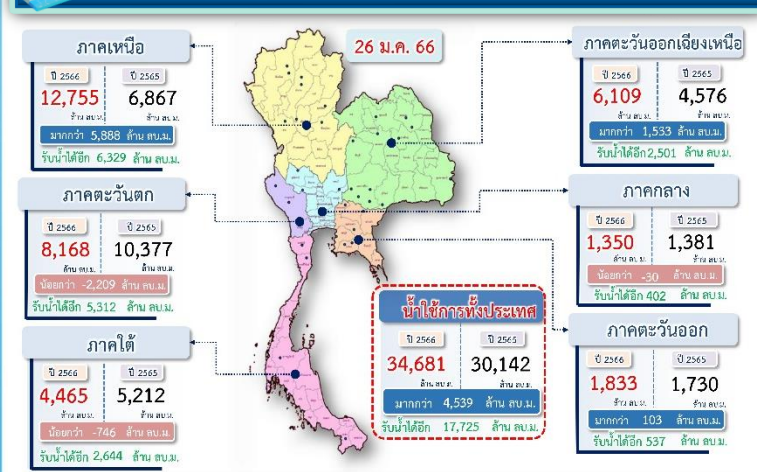 26 ม.ค. 66
ภาคเหนือ
ปี 2566 ปี 2565
12,755 6,867
ล้าน ลบ.ม. ล้าน ลบ.ม.
มากกว่า 5,888 ล้าน ลบ.ม.
รับน้ำได้อีก 6,329 ล้าน ลบ.ม.
ภาคตะวันออกเฉียงเหนือ
ปี 2566 ปี 2565
6,109 4,576
ล้าน ลบ.ม. ล้าน ลบ.ม.
มากกว่า 1,533 ล้าน ลบ.ม.
รับน้ำได้อีก 2,501 ล้าน ลบ.ม.
ภาคตะวันตก
ปี 2566 ปี 2565
8,168 10,377
ล้าน ลบ.ม. ล้าน ลบ.ม.
น้อยกว่า -2,209 ล้าน ลบ.ม.
รับน้ำได้อีก 5,312 ล้าน ลบ.ม.
ภาคกลาง
ปี 2566 ปี 2565
1,350 1,381
ล้าน ลบ.ม. ล้าน ลบ.ม.
น้อยกว่า -30 ล้าน ลบ.ม.
รับน้ำได้อีก 402 ล้าน ลบ.ม.
ภาคใต้
ปี 2566 ปี 2565
4,465 5,212
ล้าน ลบ.ม. ล้าน ลบ.ม.
น้อยกว่า -746 ล้าน ลบ.ม.
รับน้ำได้อีก 2,644 ล้าน ลบ.ม.
น้ำใช้การทั้งประเทศ
ปี 2566 ปี 2565
34,681 30,142
ล้าน ลบ.ม. ล้าน ลบ.ม.
มากกว่า 4,539 ล้าน ลบ.ม.
รับน้ำได้อีก 17,725 ล้าน ลบ.ม.
ภาคตะวันออก
ปี 2566 ปี 2565
1,833 1,730
ล้าน ลบ.ม. ล้าน ลบ.ม.
มากกว่า 103 ล้าน ลบ.ม.
รับน้ำได้อีก 537 ล้าน ลบ.ม.